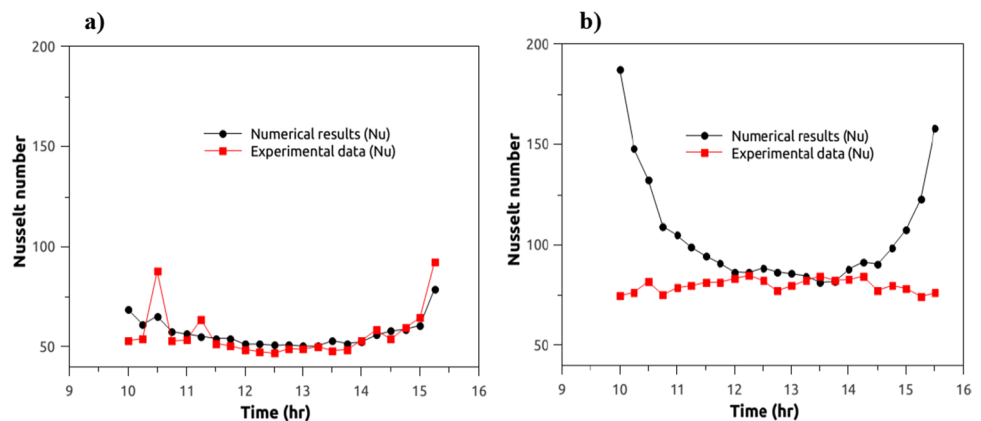 a)
200
150
100
50
Nusselt number
Numerical results (Nu)
Experimental data (Nu)
9 10 11 12 13 14 15 16
Time (hr)
b)
200
150
100
50
Nusselt number
Numerical results (Nu)
Experimental data (Nu)
9 10 11 12 13 14 15 16
Time (hr)